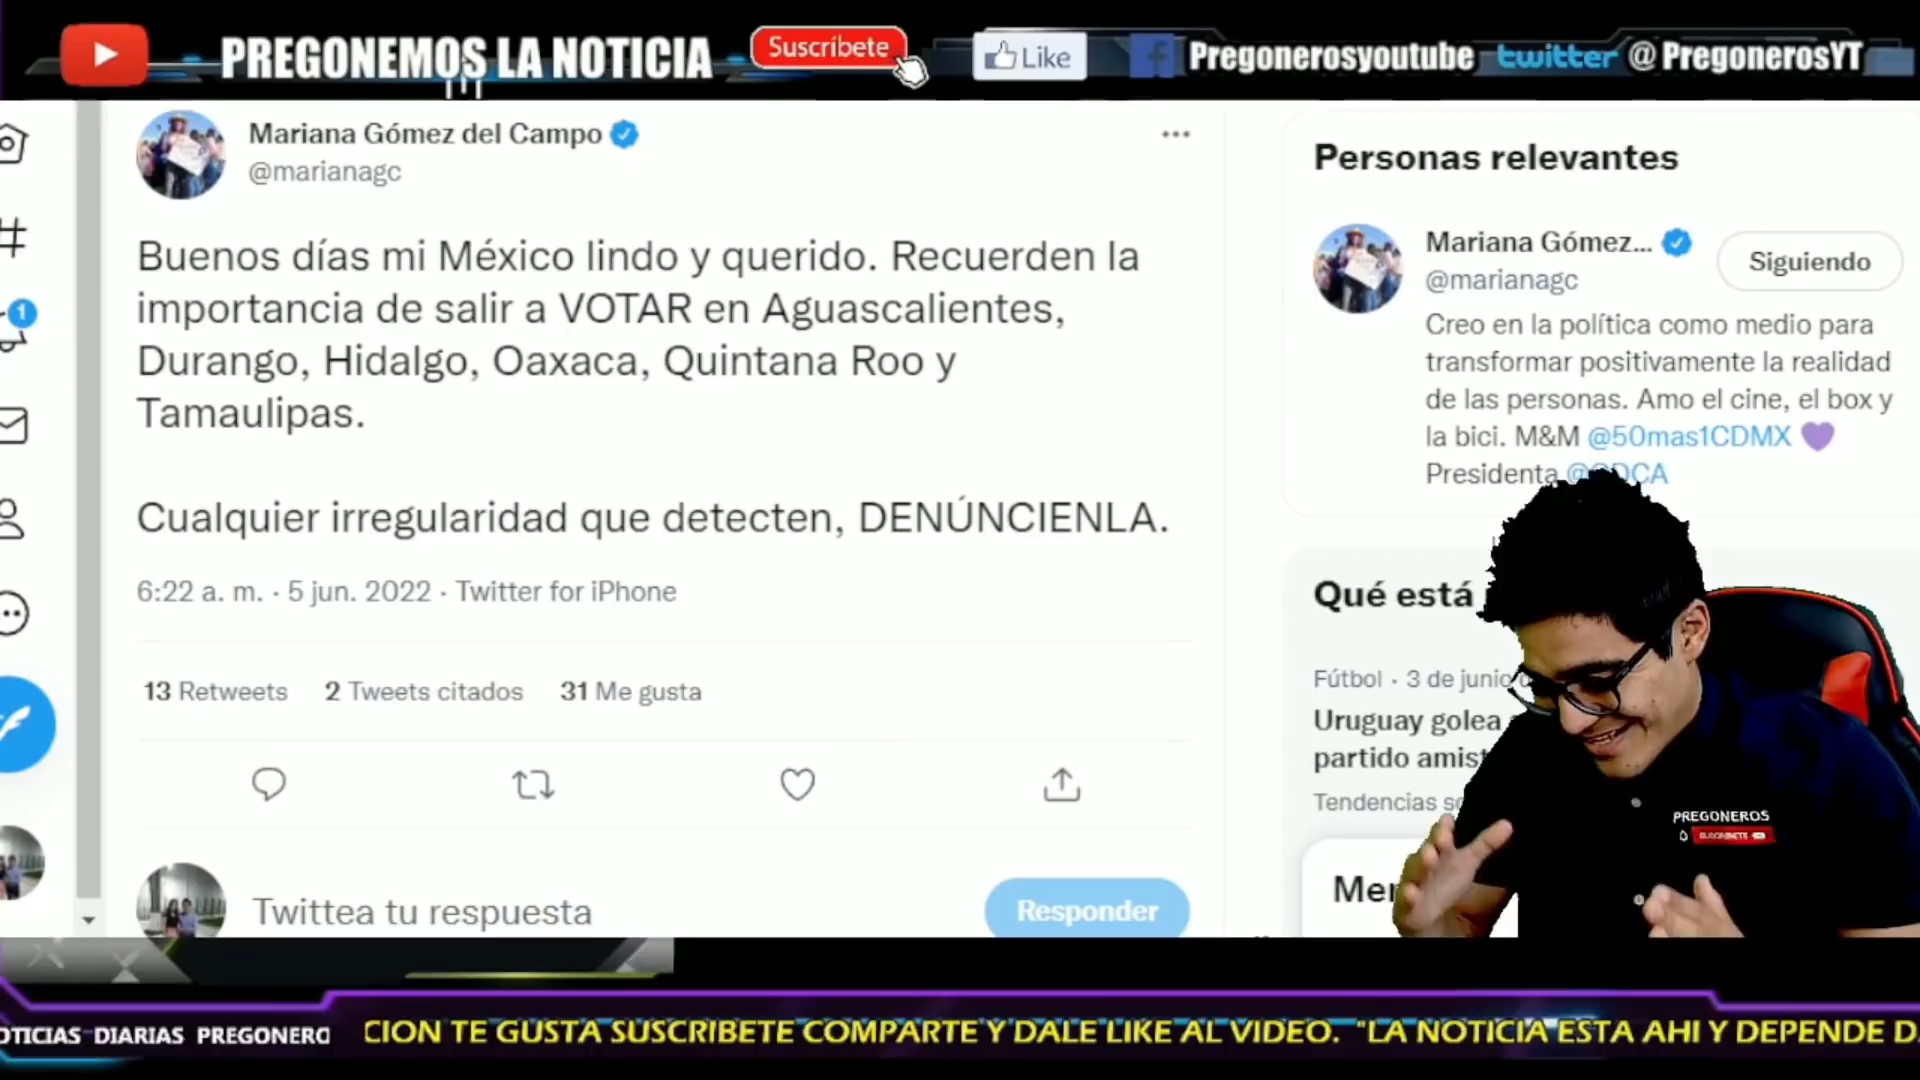 PREGONEMOS LA NOTICIA
Suscríbete
Like
Pregonerosyoutube
twitter @PregonerosYT
Mariana Gómez del Campo
@marianagc
Buenos días mi México lindo y querido. Recuerden la
importancia de salir a VOTAR en Aguascalientes,
Durango, Hidalgo, Oaxaca, Quintana Roo y
Tamaulipas.
Cualquier irregularidad que detecten, DENÚNCIENLA.
6:22 a. m. · 5 jun. 2022 · Twitter for iPhone
13 Retweets 2 Tweets citados 31 Me gusta
1
Twittea tu respuesta
Responder
Personas relevantes
Mariana Gómez...
@marianagc
Siguiendo
Creo en la política como medio para
transformar positivamente la realidad
de las personas. Amo el cine, el box y
la bici. M&M @50mas1CDMX
Presidenta
Qué está
Fútbol · 3 de junio
Uruguay golea
partido
Tendencias
PREGONEROS
SUSCRIBETE
OTICIAS DIARIAS PREGONERO
CION TE GUSTA SUSCRIBETE COMPARTE Y DALE LIKE AL VIDEO. "LA NOTICIA ESTA AHI Y DEPENDE D